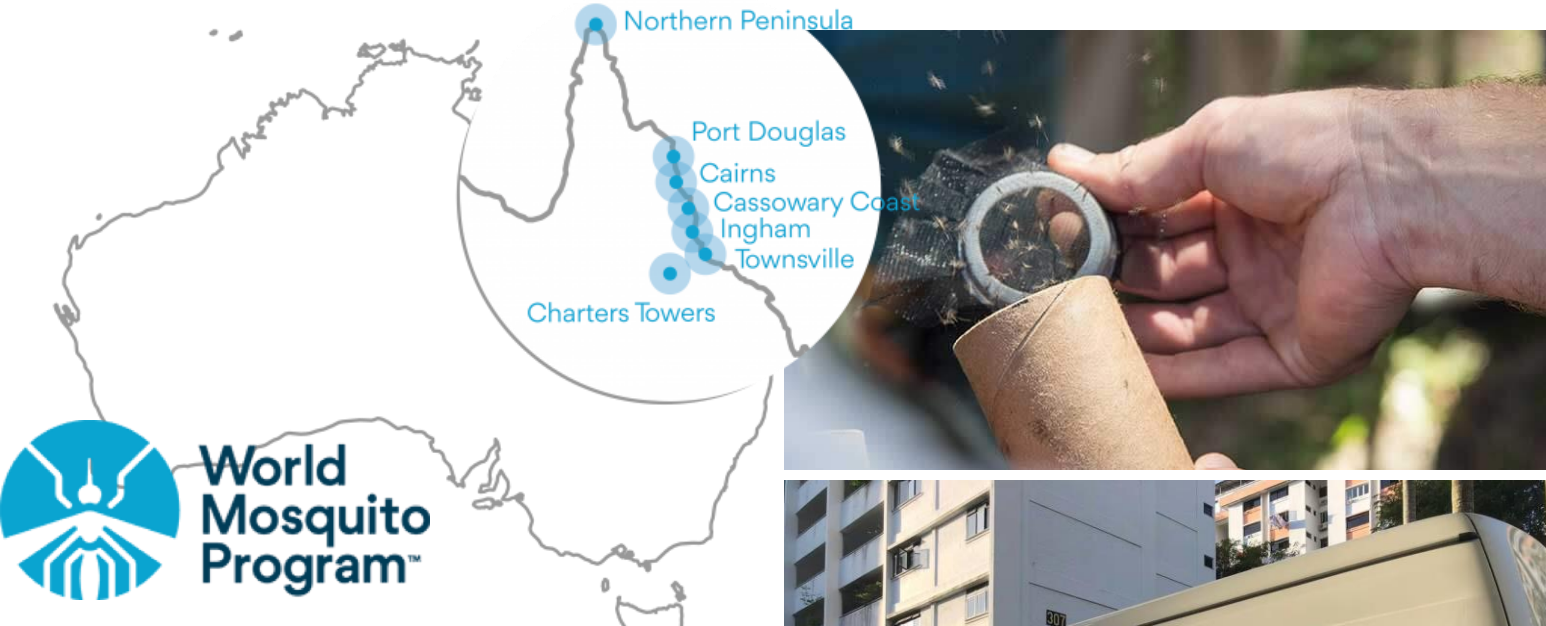 Northern Peninsula
Port Douglas
Cairns
Cassowary Coast
Ingham
Townsville
Charters Towers
World
Mosquito
Program™
307